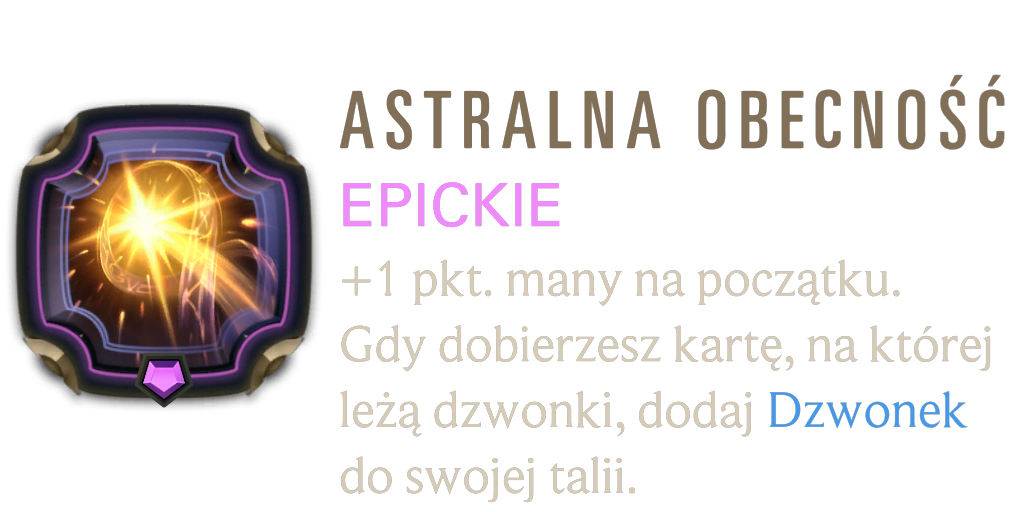 ASTRALNA OBECNOŚĆ
EPICKIE
+1 pkt. many na początku.
Gdy dobierzesz kartę, na której
leżą dzwonki, dodaj Dzwonek
do swojej talii.